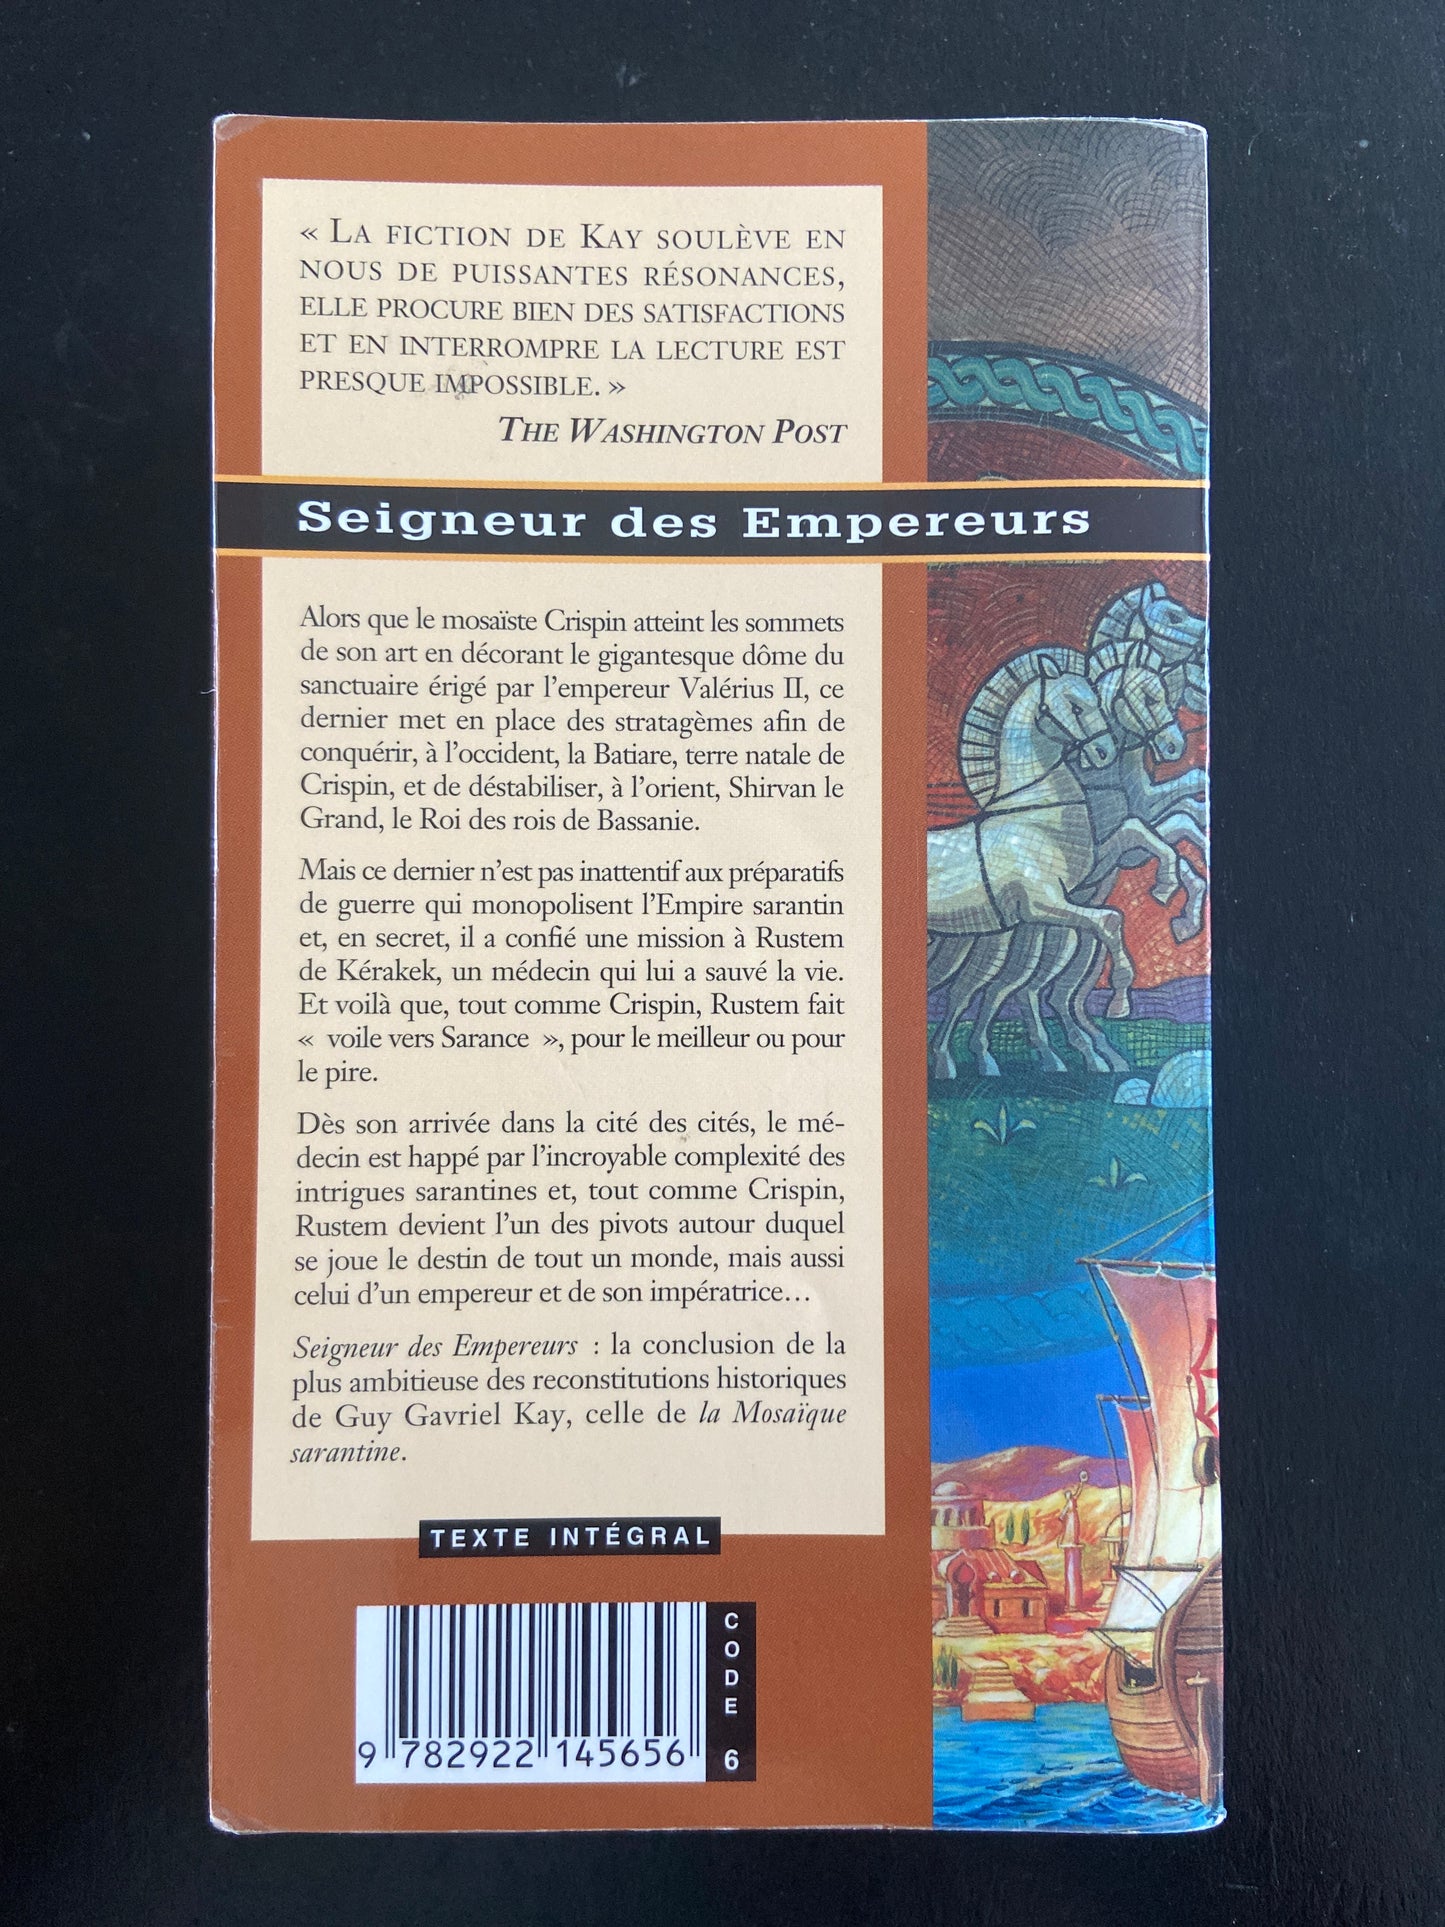 « La fiction de Kay soulève en
nous de puissantes résonances,
elle procure bien des satisfactions
et en interrompre la lecture est
presque impossible. »
The Washington Post
Seigneur des Empereurs
Alors que le mosaïste Crispin atteint les sommets
de son art en décorant le gigantesque dôme du
sanctuaire érigé par l'empereur Valérius II, ce
dernier met en place des stratagèmes afin de
conquérir, à l'occident, la Batiare, terre natale de
Crispin, et de déstabiliser, à l'orient, Shirvan le
Grand, le Roi des rois de Bassanie.
Mais ce dernier n'est pas inattentif aux préparatifs
de guerre qui monopolisent l'Empire sarantin
et, en secret, il a confié une mission à Rustem
de Kérakek, un médecin qui lui a sauvé la vie.
Et voilà que, tout comme Crispin, Rustem fait
« voile vers Sarance », pour le meilleur ou pour
le pire.
Dès son arrivée dans la cité des cités, le mé-
decin est happé par l'incroyable complexité des
intrigues sarantines et, tout comme Crispin,
Rustem devient l'un des pivots autour duquel
se joue le destin de tout un monde, mais aussi
celui d'un empereur et de son impératrice…
Seigneur des Empereurs : la conclusion de la
plus ambitieuse des reconstitutions historiques
de Guy Gavriel Kay, celle de la Mosaïque
sarantine.
TEXTE INTÉGRAL
CODE 6
9 782922 145656